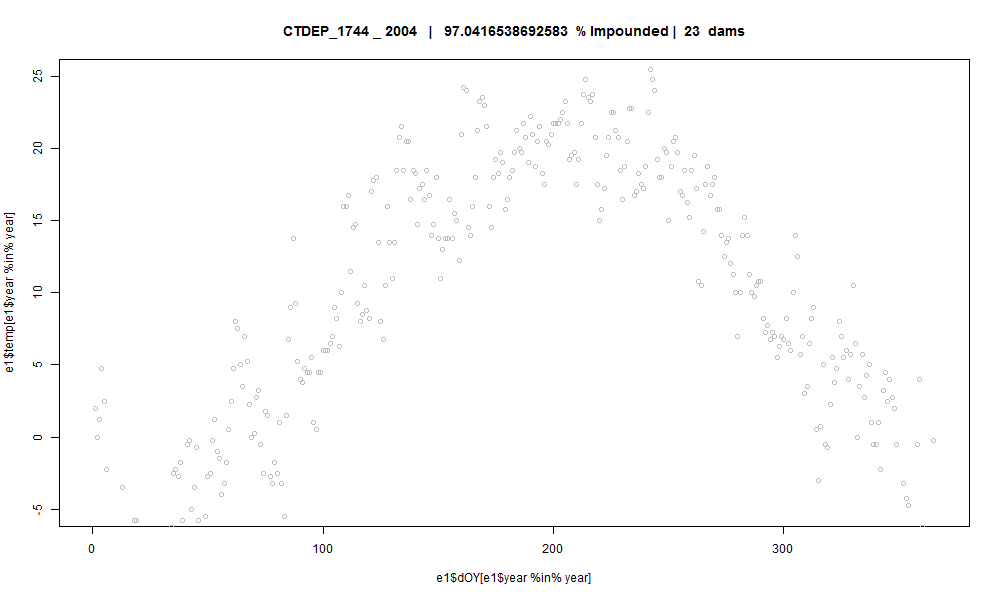 CTDEP_1744 _ 2004 | 97.0416538692583 % Impounded | 23 dams
25
20
15
10
5
0
-5
e1$temp[e1$year %in% year]
0 100 200 300
e1$dOY[e1$year %in% year]